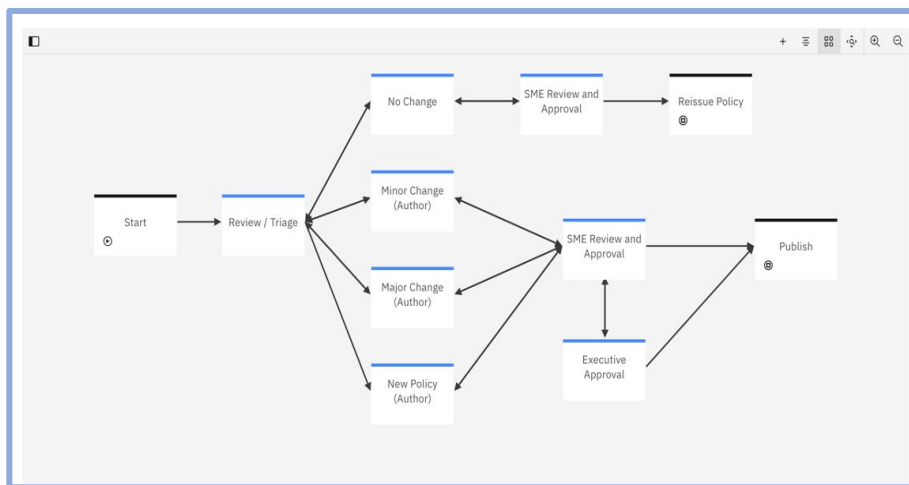 No Change
SME Review and
Approval
Reissue Policy
Minor Change
(Author)
Start
Review / Triage
SME Review and
Approval
Publish
Major Change
(Author)
Executive
Approval
New Policy
(Author)